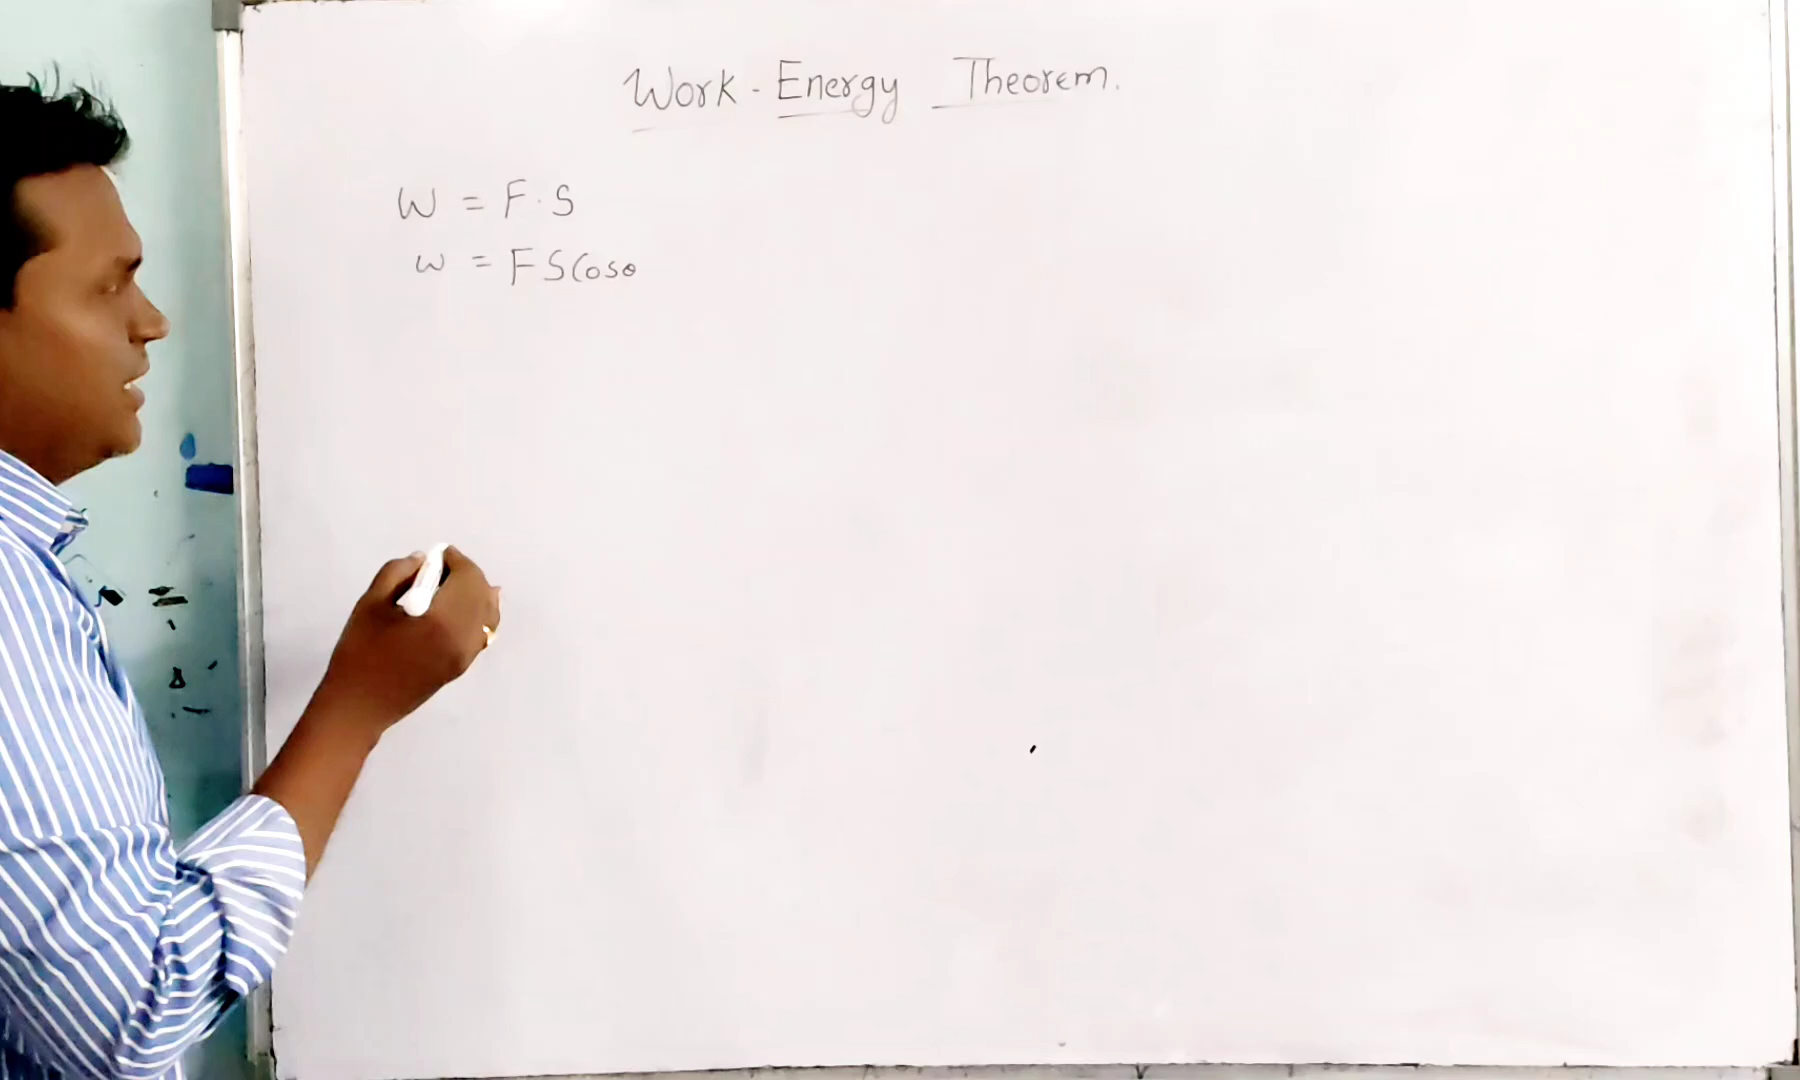 Work - Energy Theorem.
W = F · S
w = F S Cosθ